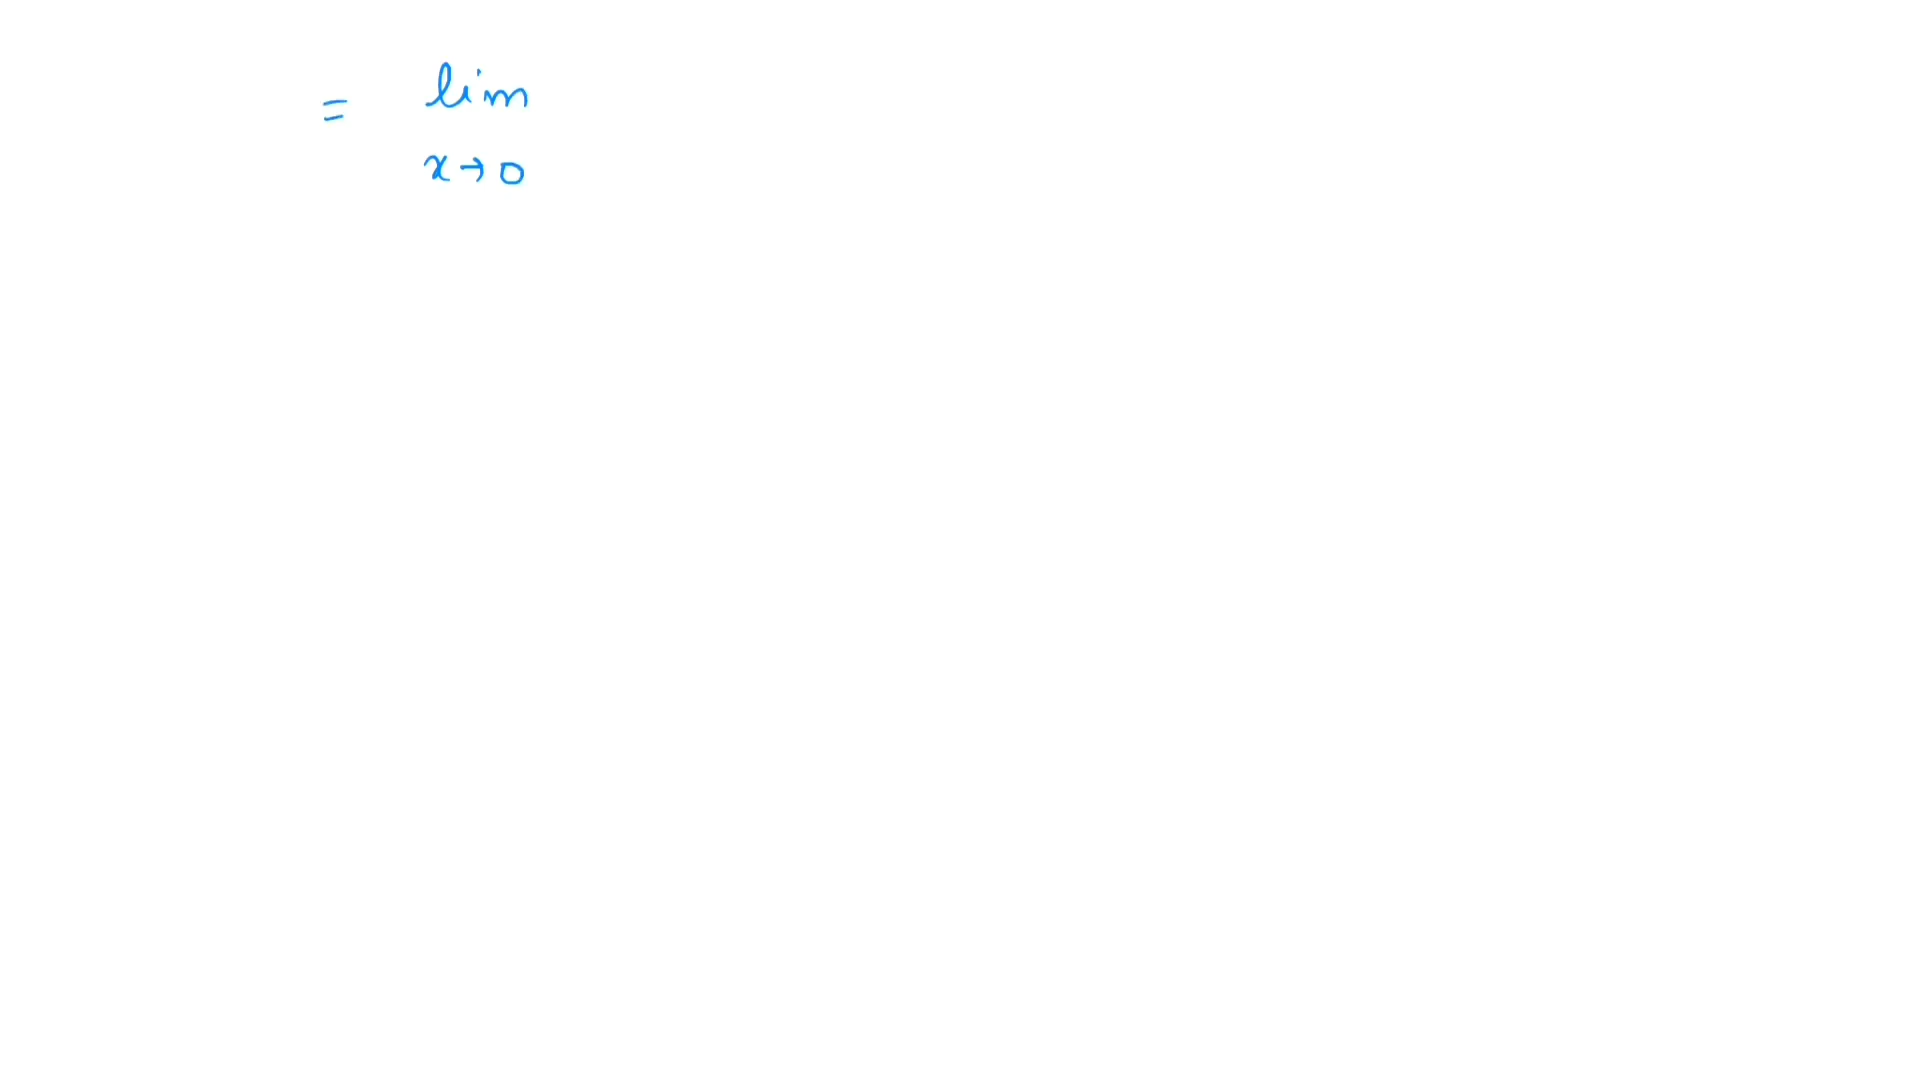 = lim
x→0